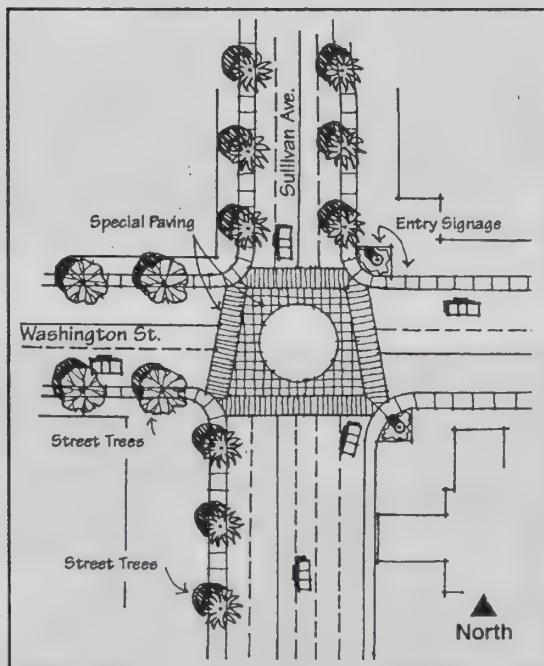 Sullivan Ave.
Special Paving
Entry Signage
Washington St.
Street Trees
Street Trees
North